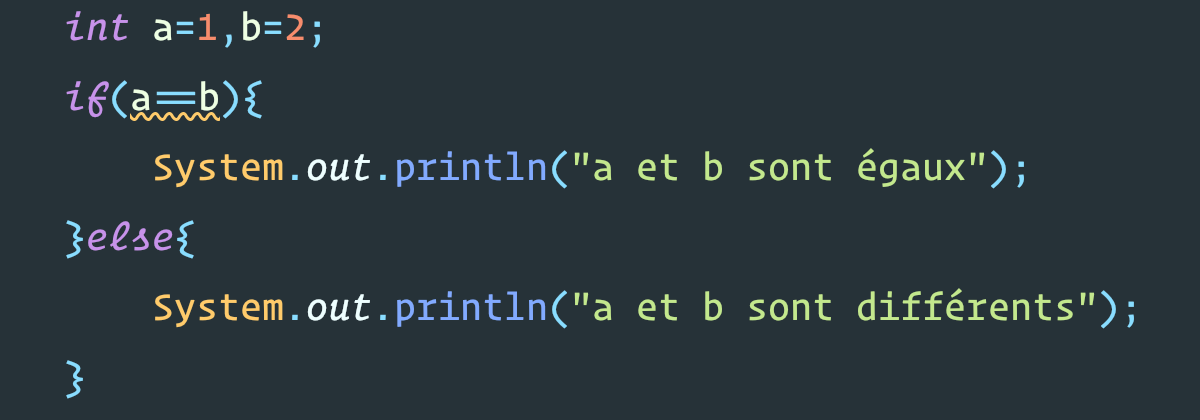 int a=1,b=2;
if(a==b){
    System.out.println("a et b sont égaux");
}else{
    System.out.println("a et b sont différents");
}